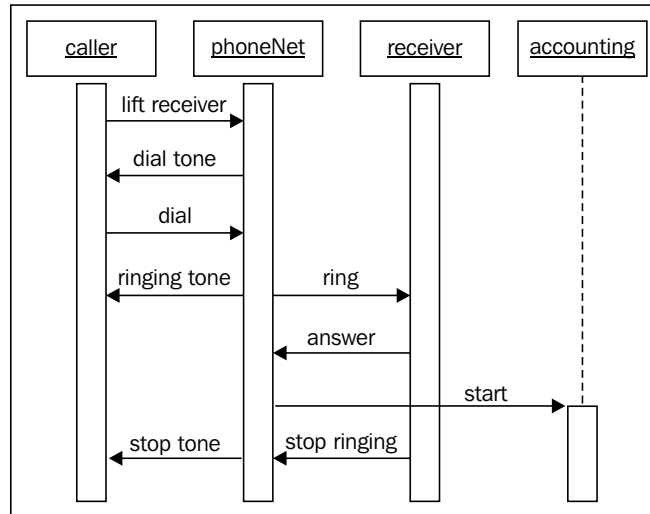 caller
phoneNet
receiver
accounting
lift receiver
dial tone
dial
ringing tone
ring
answer
start
stop tone
stop ringing